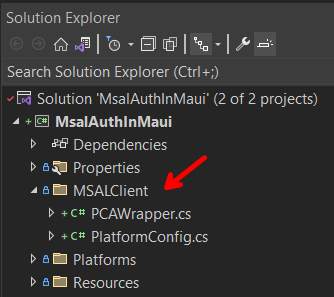 Solution Explorer
Search Solution Explorer (Ctrl+;)
Solution 'MsalAuthInMaui' (2 of 2 projects)
C# MsalAuthInMaui
Dependencies
Properties
MSALClient
C# PCAWrapper.cs
C# PlatformConfig.cs
Platforms
Resources